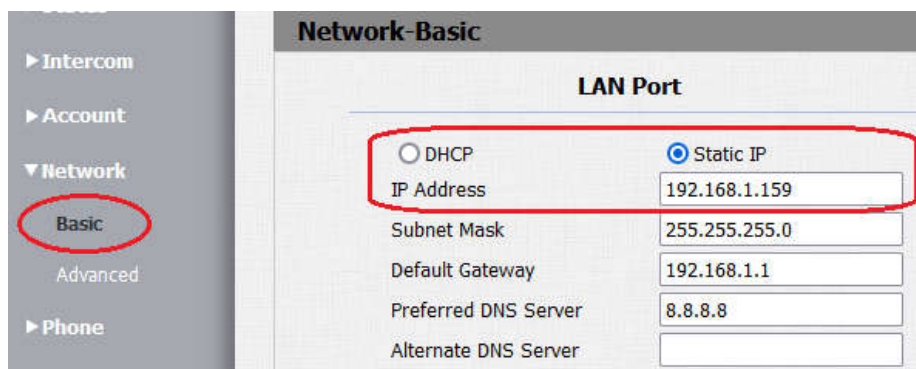 Network-Basic
▶Intercom
▶Account
▼Network
Basic
Advanced
▶Phone
LAN Port
DHCP Static IP
IP Address 192.168.1.159
Subnet Mask 255.255.255.0
Default Gateway 192.168.1.1
Preferred DNS Server 8.8.8.8
Alternate DNS Server